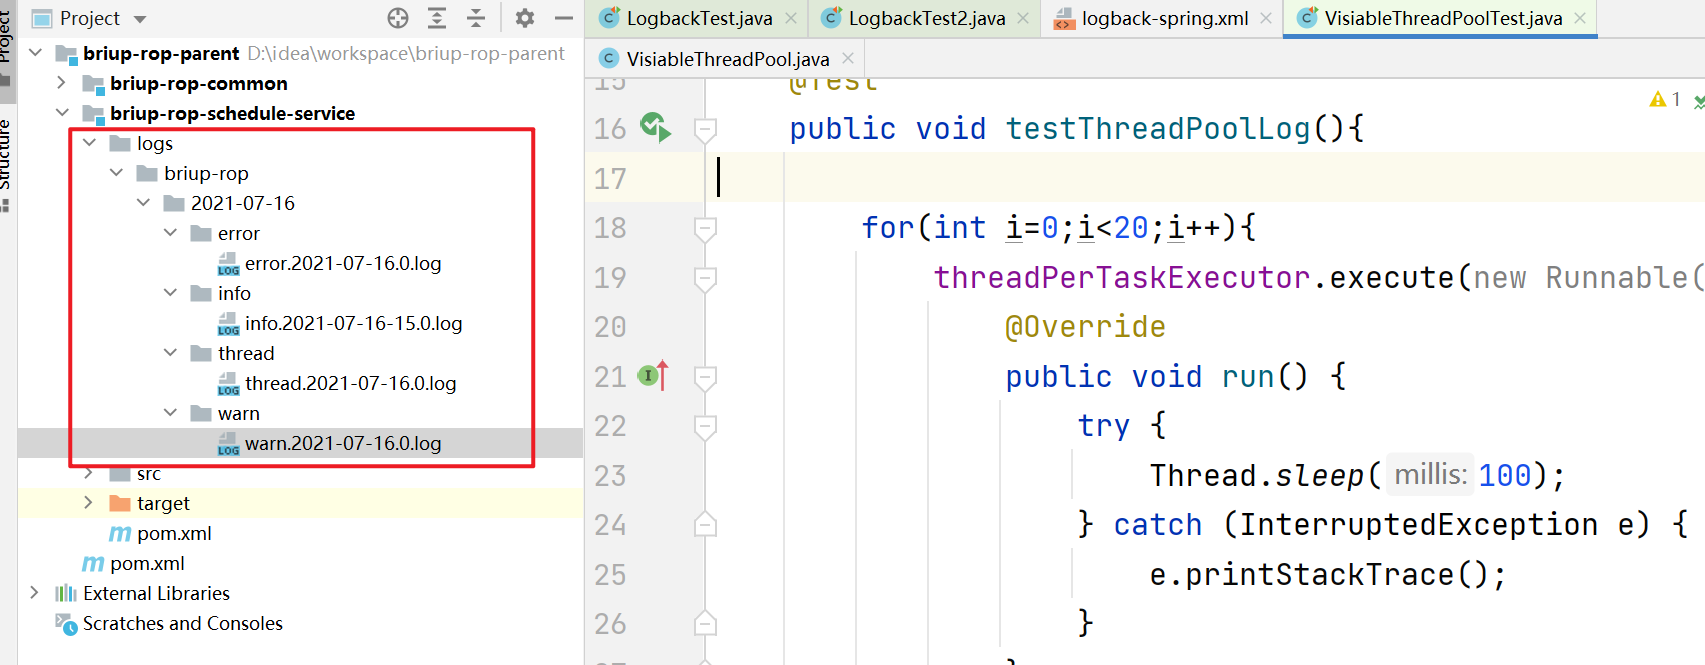 Project
Project
Structure
briup-rop-parent D:\idea\workspace\briup-rop-parent
briup-rop-common
briup-rop-schedule-service
logs
briup-rop
2021-07-16
error
LOG error.2021-07-16.0.log
info
LOG info.2021-07-16-15.0.log
thread
LOG thread.2021-07-16.0.log
warn
LOG warn.2021-07-16.0.log
src
target
m pom.xml
m pom.xml
External Libraries
Scratches and Consoles
C LogbackTest.java
C LogbackTest2.java
logback-spring.xml
C VisiableThreadPoolTest.java
C VisiableThreadPool.java
1
15 @Test
16 public void testThreadPoolLog(){
17
18 for(int i=0;i<20;i++){
19 threadPerTaskExecutor.execute(new Runnable(
20 @Override
21 I public void run() {
22 try {
23 Thread.sleep( millis: 100);
24 } catch (InterruptedException e) {
25 e.printStackTrace();
26 }
27 }